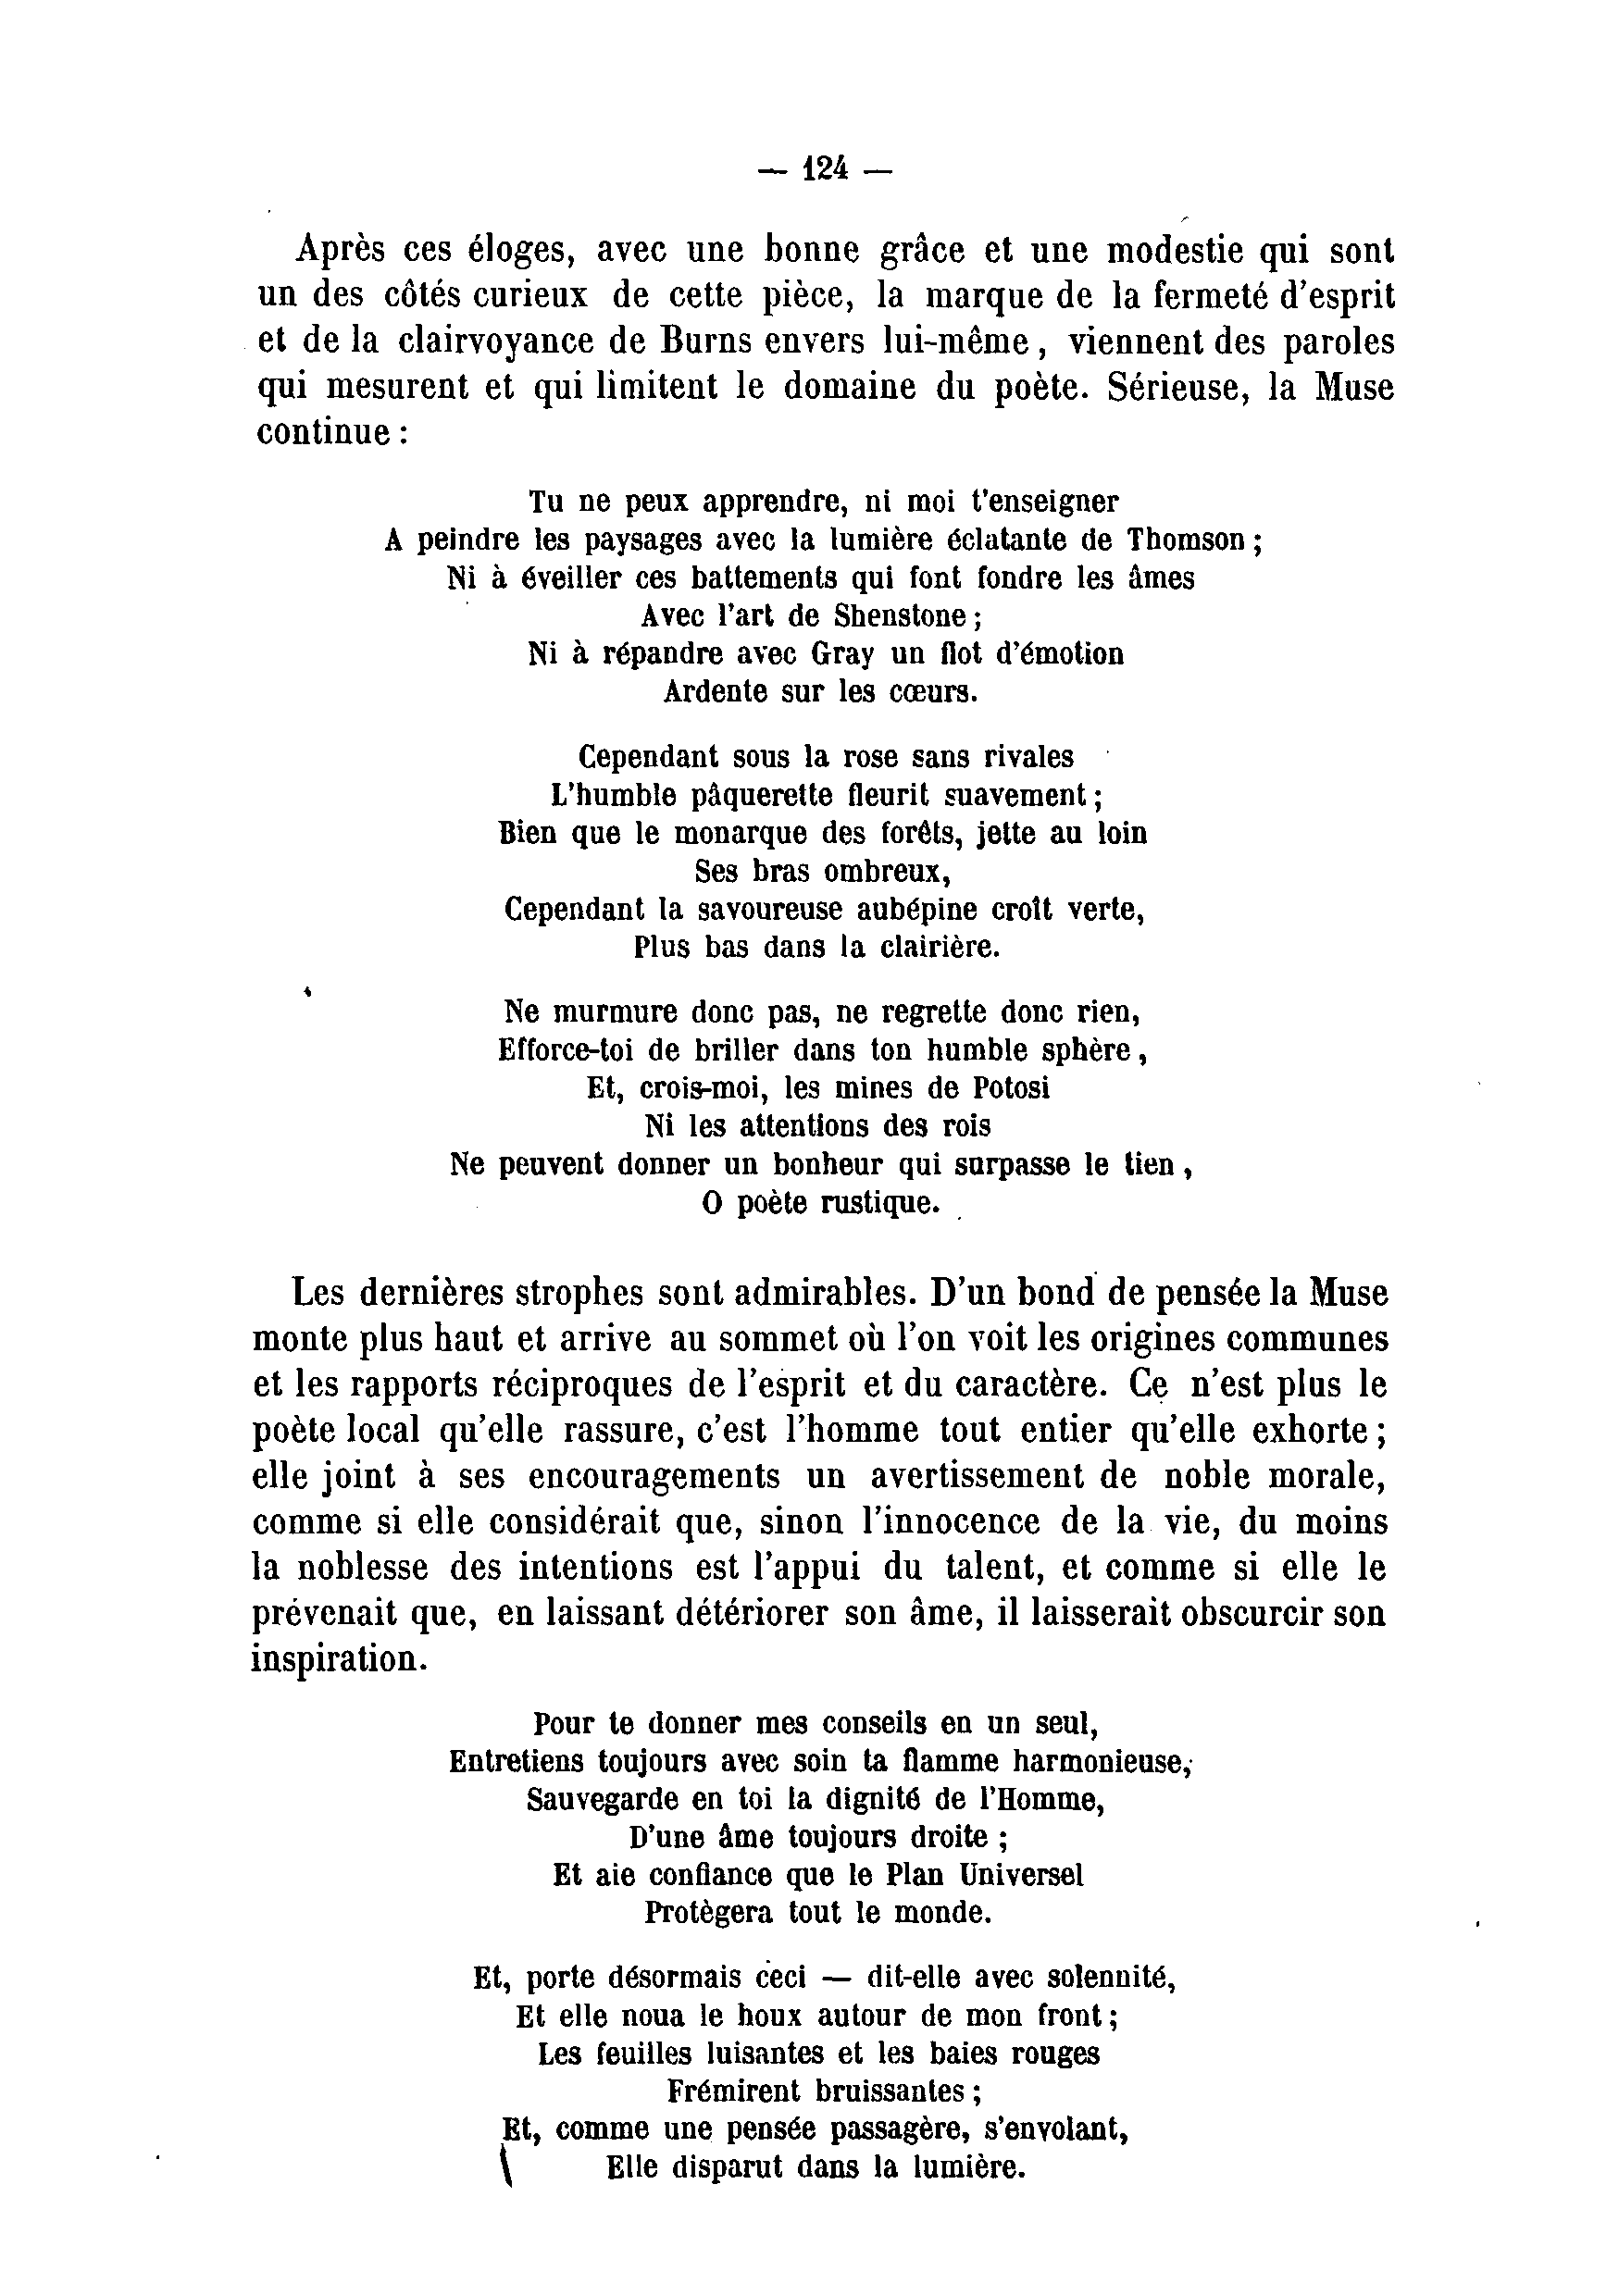 — 124 —
Après ces éloges, avec une bonne grâce et une modestie qui sont
un des côtés curieux de cette pièce, la marque de la fermeté d'esprit
et de la clairvoyance de Burns envers lui-même, viennent des paroles
qui mesurent et qui limitent le domaine du poète. Sérieuse, la Muse
continue :
Tu ne peux apprendre, ni moi t'enseigner
A peindre les paysages avec la lumière éclatante de Thomson ;
Ni à éveiller ces battements qui font fondre les âmes
Avec l'art de Shenstone ;
Ni à répandre avec Gray un flot d'émotion
Ardente sur les cœurs.
Cependant sous la rose sans rivales
L'humble pâquerette fleurit suavement ;
Bien que le monarque des forêts, jette au loin
Ses bras ombreux,
Cependant la savoureuse aubépine croît verte,
Plus bas dans la clairière.
Ne murmure donc pas, ne regrette donc rien,
Efforce-toi de briller dans ton humble sphère,
Et, crois-moi, les mines de Potosi
Ni les attentions des rois
Ne peuvent donner un bonheur qui surpasse le tien,
O poète rustique.
Les dernières strophes sont admirables. D'un bond de pensée la Muse
monte plus haut et arrive au sommet où l'on voit les origines communes
et les rapports réciproques de l'esprit et du caractère. Ce n'est plus le
poète local qu'elle rassure, c'est l'homme tout entier qu'elle exhorte ;
elle joint à ses encouragements un avertissement de noble morale,
comme si elle considérait que, sinon l'innocence de la vie, du moins
la noblesse des intentions est l'appui du talent, et comme si elle le
prévenait que, en laissant détériorer son âme, il laisserait obscurcir son
inspiration.
Pour te donner mes conseils en un seul,
Entretiens toujours avec soin ta flamme harmonieuse,
Sauvegarde en toi la dignité de l'Homme,
D'une âme toujours droite ;
Et aie confiance que le Plan Universel
Protègera tout le monde.
Et, porte désormais ceci — dit-elle avec solennité,
Et elle noua le houx autour de mon front ;
Les feuilles luisantes et les baies rouges
Frémirent bruissantes ;
Et, comme une pensée passagère, s'envolant,
Elle disparut dans la lumière.